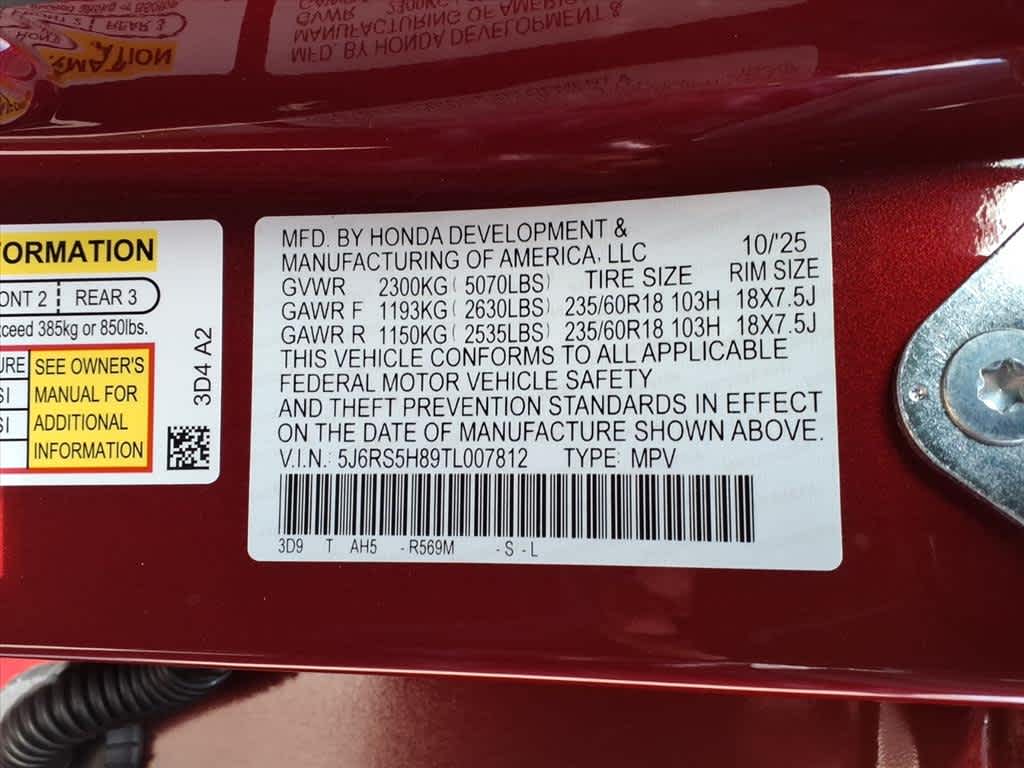 MFD. BY HONDA DEVELOPMENT &
MANUFACTURING OF AMERICA, LLC 10/'25
GVWR 2300KG ( 5070LBS) TIRE SIZE RIM SIZE
GAWR F 1193KG ( 2630LBS) 235/60R18 103H 18X7.5J
GAWR R 1150KG ( 2535LBS) 235/60R18 103H 18X7.5J
THIS VEHICLE CONFORMS TO ALL APPLICABLE
FEDERAL MOTOR VEHICLE SAFETY
AND THEFT PREVENTION STANDARDS IN EFFECT
ON THE DATE OF MANUFACTURE SHOWN ABOVE.
V.I.N.: 5J6RS5H89TL007812 TYPE: MPV
3D9 T AH5 -R569M -S -L
ORMATION
ONT 2 REAR 3
xceed 385kg or 850lbs.
URE
SI
SI
SEE OWNER'S
MANUAL FOR
ADDITIONAL
INFORMATION
3D4 A2